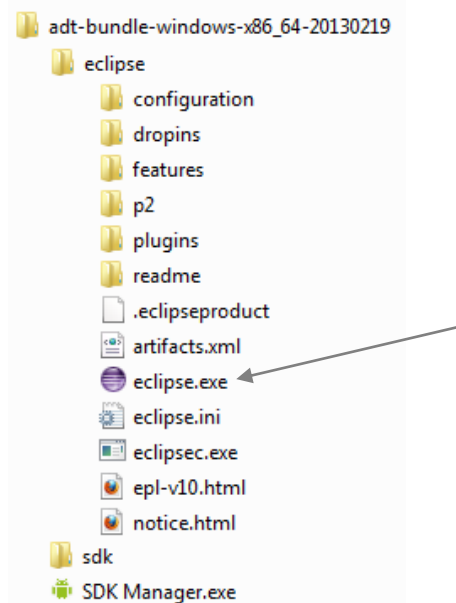 adt-bundle-windows-x86_64-20130219
eclipse
configuration
dropins
features
p2
plugins
readme
.eclipseproduct
artifacts.xml
eclipse.exe
eclipse.ini
eclipsec.exe
epl-v10.html
notice.html
sdk
SDK Manager.exe